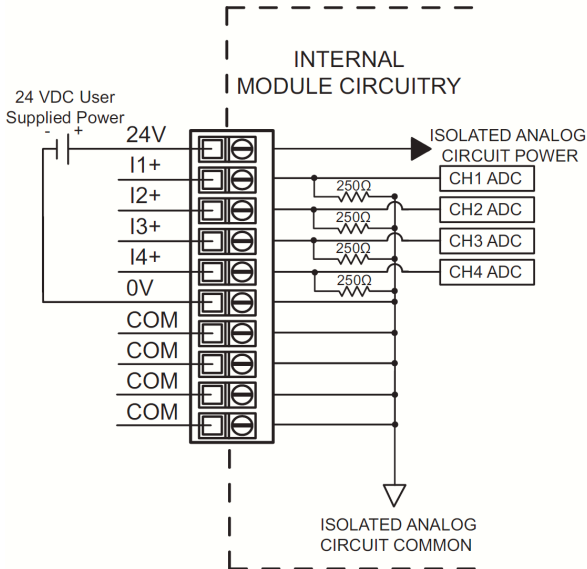 INTERNAL
MODULE CIRCUITRY
24 VDC User
Supplied Power
- +
24V
I1+
I2+
I3+
I4+
0V
COM
COM
COM
COM
ISOLATED ANALOG
CIRCUIT POWER
250Ω
CH1 ADC
250Ω
CH2 ADC
250Ω
CH3 ADC
250Ω
CH4 ADC
ISOLATED ANALOG
CIRCUIT COMMON